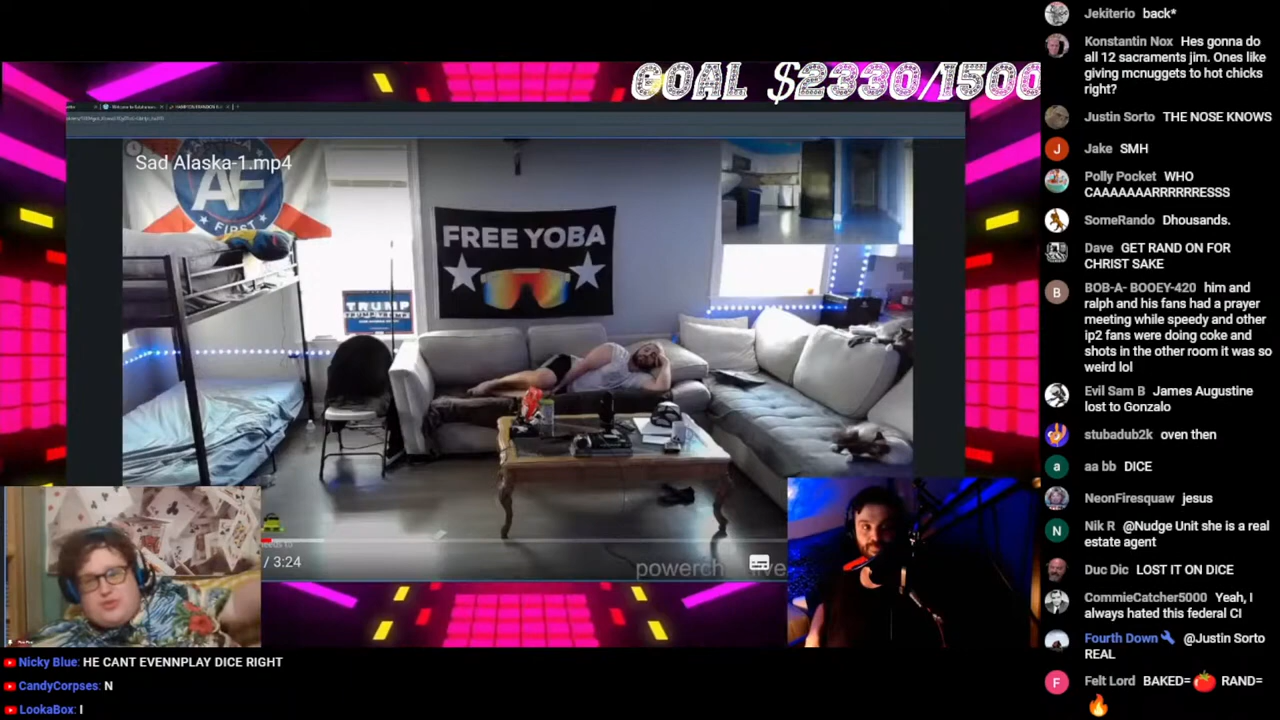 GOAL $2330/1500
Sad Alaska-1.mp4
AF
FIRST
FREE YOBA
TRUMP
/ 3:24
Jekiterio back*
Konstantin Nox Hes gonna do
all 12 sacraments jim. Ones like
giving mcnuggets to hot chicks
right?
Justin Sorto THE NOSE KNOWS
Jake SMH
Polly Pocket WHO
CAAAAAARRRRRRESSS
SomeRando Dhousands.
Dave GET RAND ON FOR
CHRIST SAKE
BOB-A- BOOEY-420 him and
ralph and his fans had a prayer
meeting while speedy and other
ip2 fans were doing coke and
shots in the other room it was so
weird lol
Evil Sam B James Augustine
lost to Gonzalo
stubadub2k oven then
aa bb DICE
NeonFiresquaw jesus
Nik R @Nudge Unit she is a real
estate agent
Duc Dic LOST IT ON DICE
CommieCatcher5000 Yeah, I
always hated this federal CI
Fourth Down @Justin Sorto
REAL
Felt Lord BAKED= 🍅 RAND=
🔥
Nicky Blue: HE CANT EVENNPLAY DICE RIGHT
CandyCorpses: N
LookaBox: I